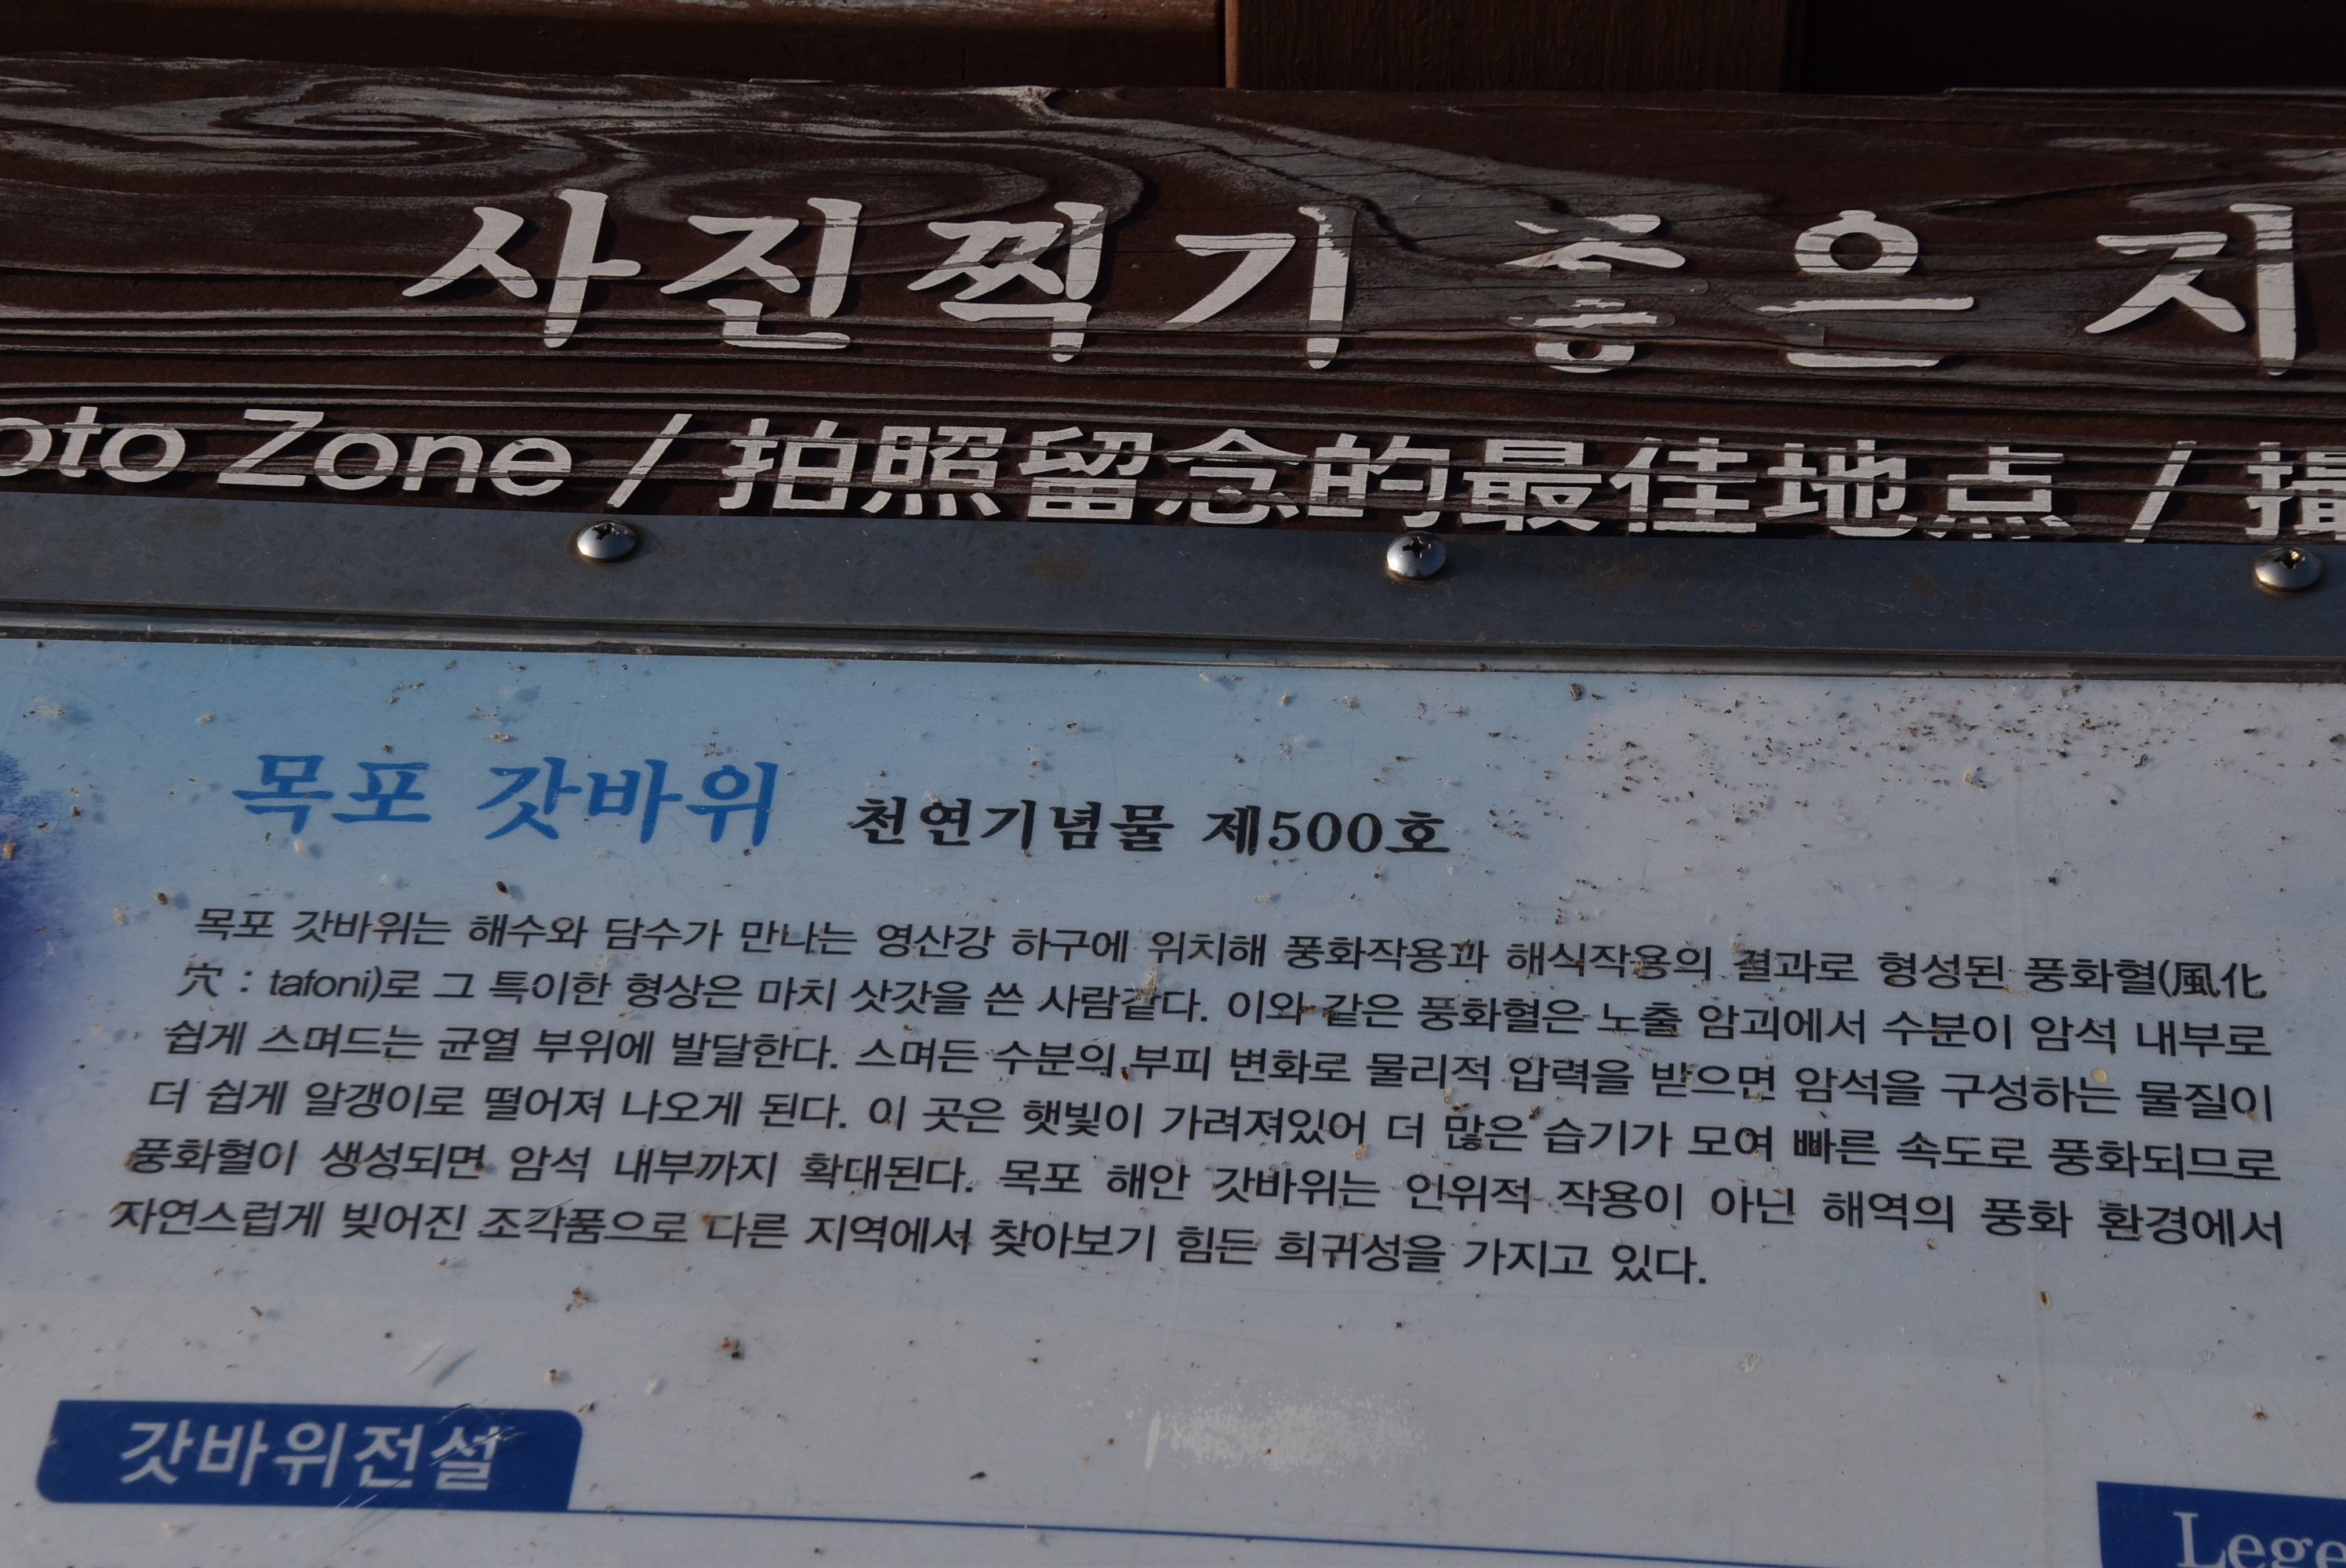 사진찍기 좋은 지
oto Zone / 拍照留念的最佳地点 / 撮
목포 갓바위 천연기념물 제500호
목포 갓바위는 해수와 담수가 만나는 영산강 하구에 위치해 풍화작용과 해식작용의 결과로 형성된 풍화혈(風化
穴 : tafoni)로 그 특이한 형상은 마치 삿갓을 쓴 사람같다. 이와 같은 풍화혈은 노출 암괴에서 수분이 암석 내부로
쉽게 스며드는 균열 부위에 발달한다. 스며든 수분의 부피 변화로 물리적 압력을 받으면 암석을 구성하는 물질이
더 쉽게 알갱이로 떨어져 나오게 된다. 이 곳은 햇빛이 가려져있어 더 많은 습기가 모여 빠른 속도로 풍화되므로
풍화혈이 생성되면 암석 내부까지 확대된다. 목포 해안 갓바위는 인위적 작용이 아닌 해역의 풍화 환경에서
자연스럽게 빚어진 조각품으로 다른 지역에서 찾아보기 힘든 희귀성을 가지고 있다.
갓바위전설
Lege